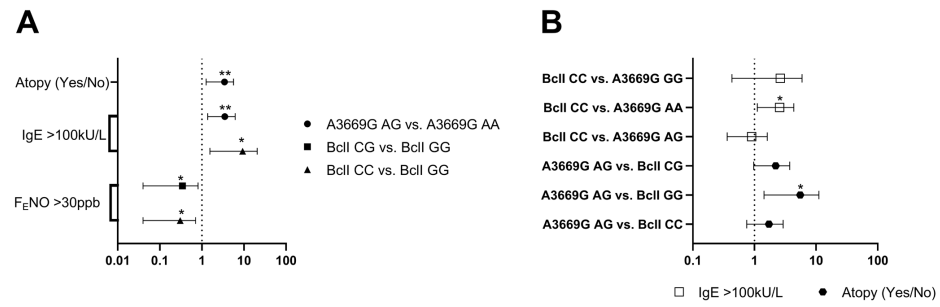 A
Atopy (Yes/No)
**
IgE >100kU/L
**
*
FENO >30ppb
*
*
0.01 0.1 1 10 100
A3669G AG vs. A3669G AA
BclI CG vs. BclI GG
BclI CC vs. BclI GG
B
BclI CC vs. A3669G GG
BclI CC vs. A3669G AA
*
BclI CC vs. A3669G AG
A3669G AG vs. BclI CG
A3669G AG vs. BclI GG
*
A3669G AG vs. BclI CC
0.1 1 10 100
IgE >100kU/L
Atopy (Yes/No)